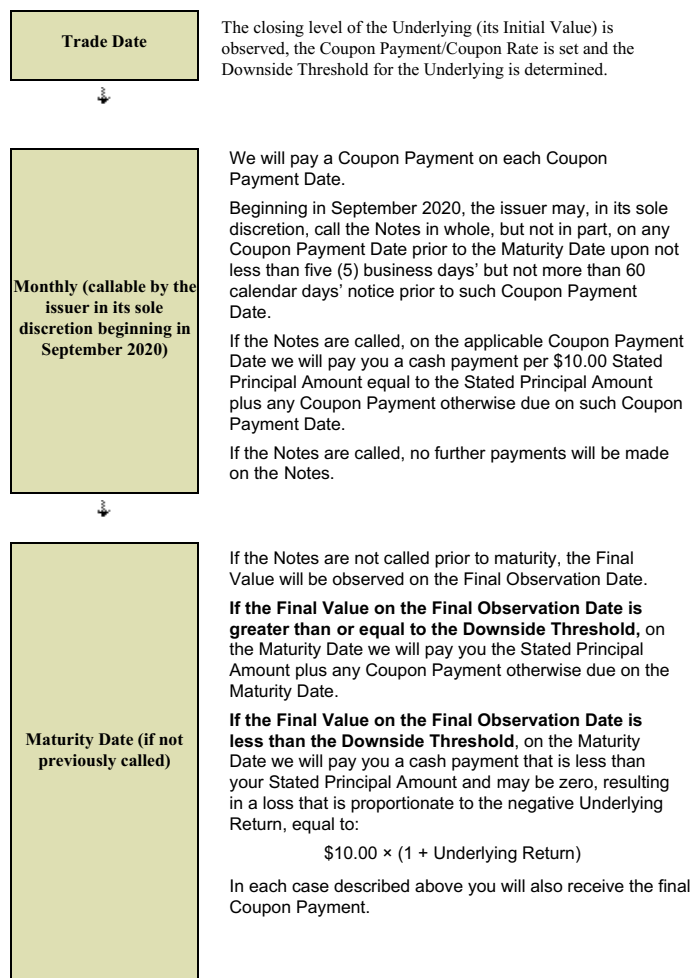 Trade Date
The closing level of the Underlying (its Initial Value) is
observed, the Coupon Payment/Coupon Rate is set and the
Downside Threshold for the Underlying is determined.
Monthly (callable by the
issuer in its sole
discretion beginning in
September 2020)
We will pay a Coupon Payment on each Coupon
Payment Date.
Beginning in September 2020, the issuer may, in its sole
discretion, call the Notes in whole, but not in part, on any
Coupon Payment Date prior to the Maturity Date upon not
less than five (5) business days’ but not more than 60
calendar days’ notice prior to such Coupon Payment
Date.
If the Notes are called, on the applicable Coupon Payment
Date we will pay you a cash payment per $10.00 Stated
Principal Amount equal to the Stated Principal Amount
plus any Coupon Payment otherwise due on such Coupon
Payment Date.
If the Notes are called, no further payments will be made
on the Notes.
Maturity Date (if not
previously called)
If the Notes are not called prior to maturity, the Final
Value will be observed on the Final Observation Date.
If the Final Value on the Final Observation Date is
greater than or equal to the Downside Threshold, on
the Maturity Date we will pay you the Stated Principal
Amount plus any Coupon Payment otherwise due on the
Maturity Date.
If the Final Value on the Final Observation Date is
less than the Downside Threshold, on the Maturity
Date we will pay you a cash payment that is less than
your Stated Principal Amount and may be zero, resulting
in a loss that is proportionate to the negative Underlying
Return, equal to:
$10.00 × (1 + Underlying Return)
In each case described above you will also receive the final
Coupon Payment.